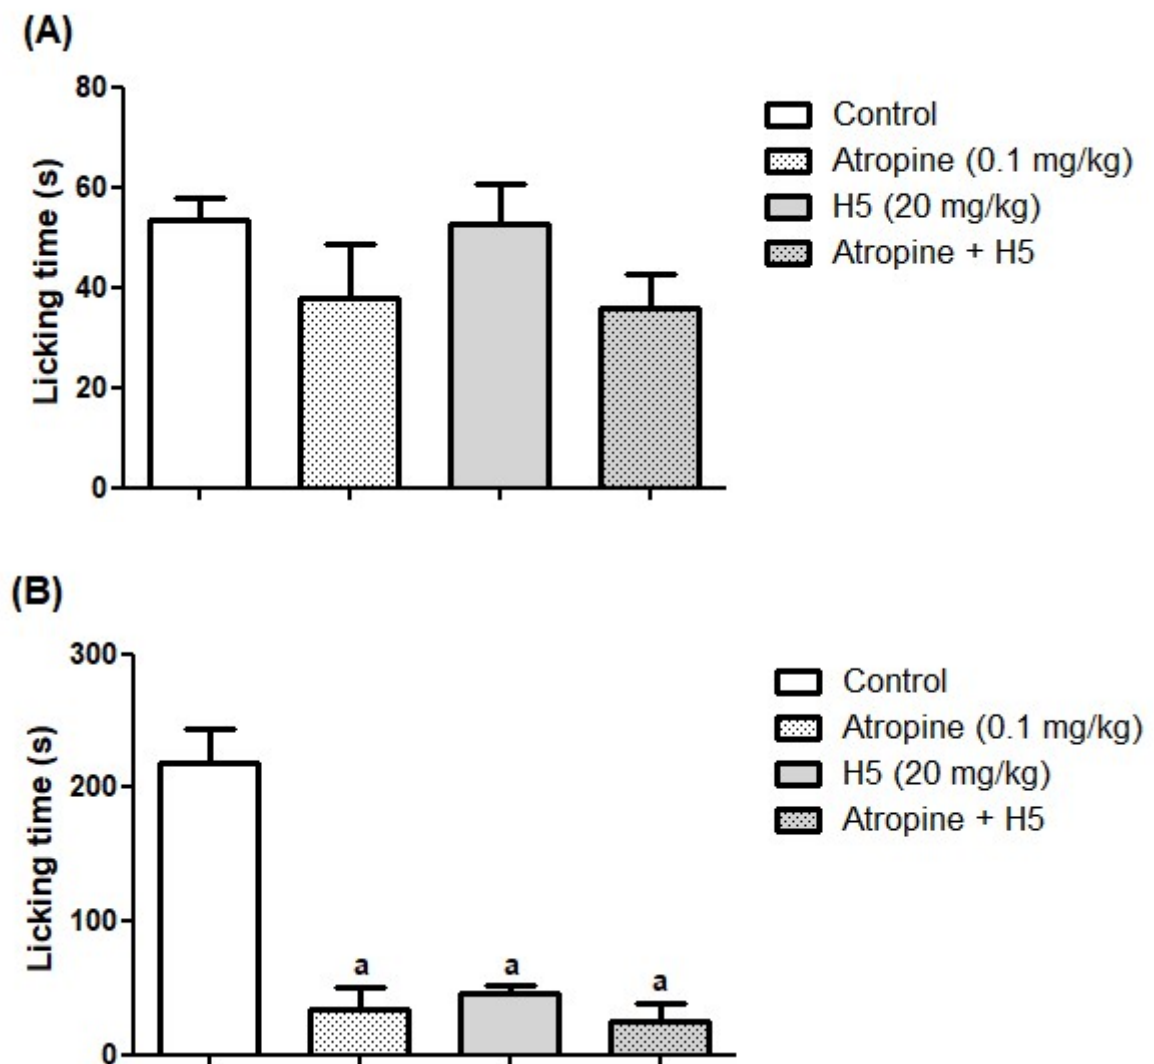 (A)
80
60
40
20
0
Licking time (s)
Control
Atropine (0.1 mg/kg)
H5 (20 mg/kg)
Atropine + H5
(B)
300
200
100
0
Licking time (s)
a
a
a
Control
Atropine (0.1 mg/kg)
H5 (20 mg/kg)
Atropine + H5